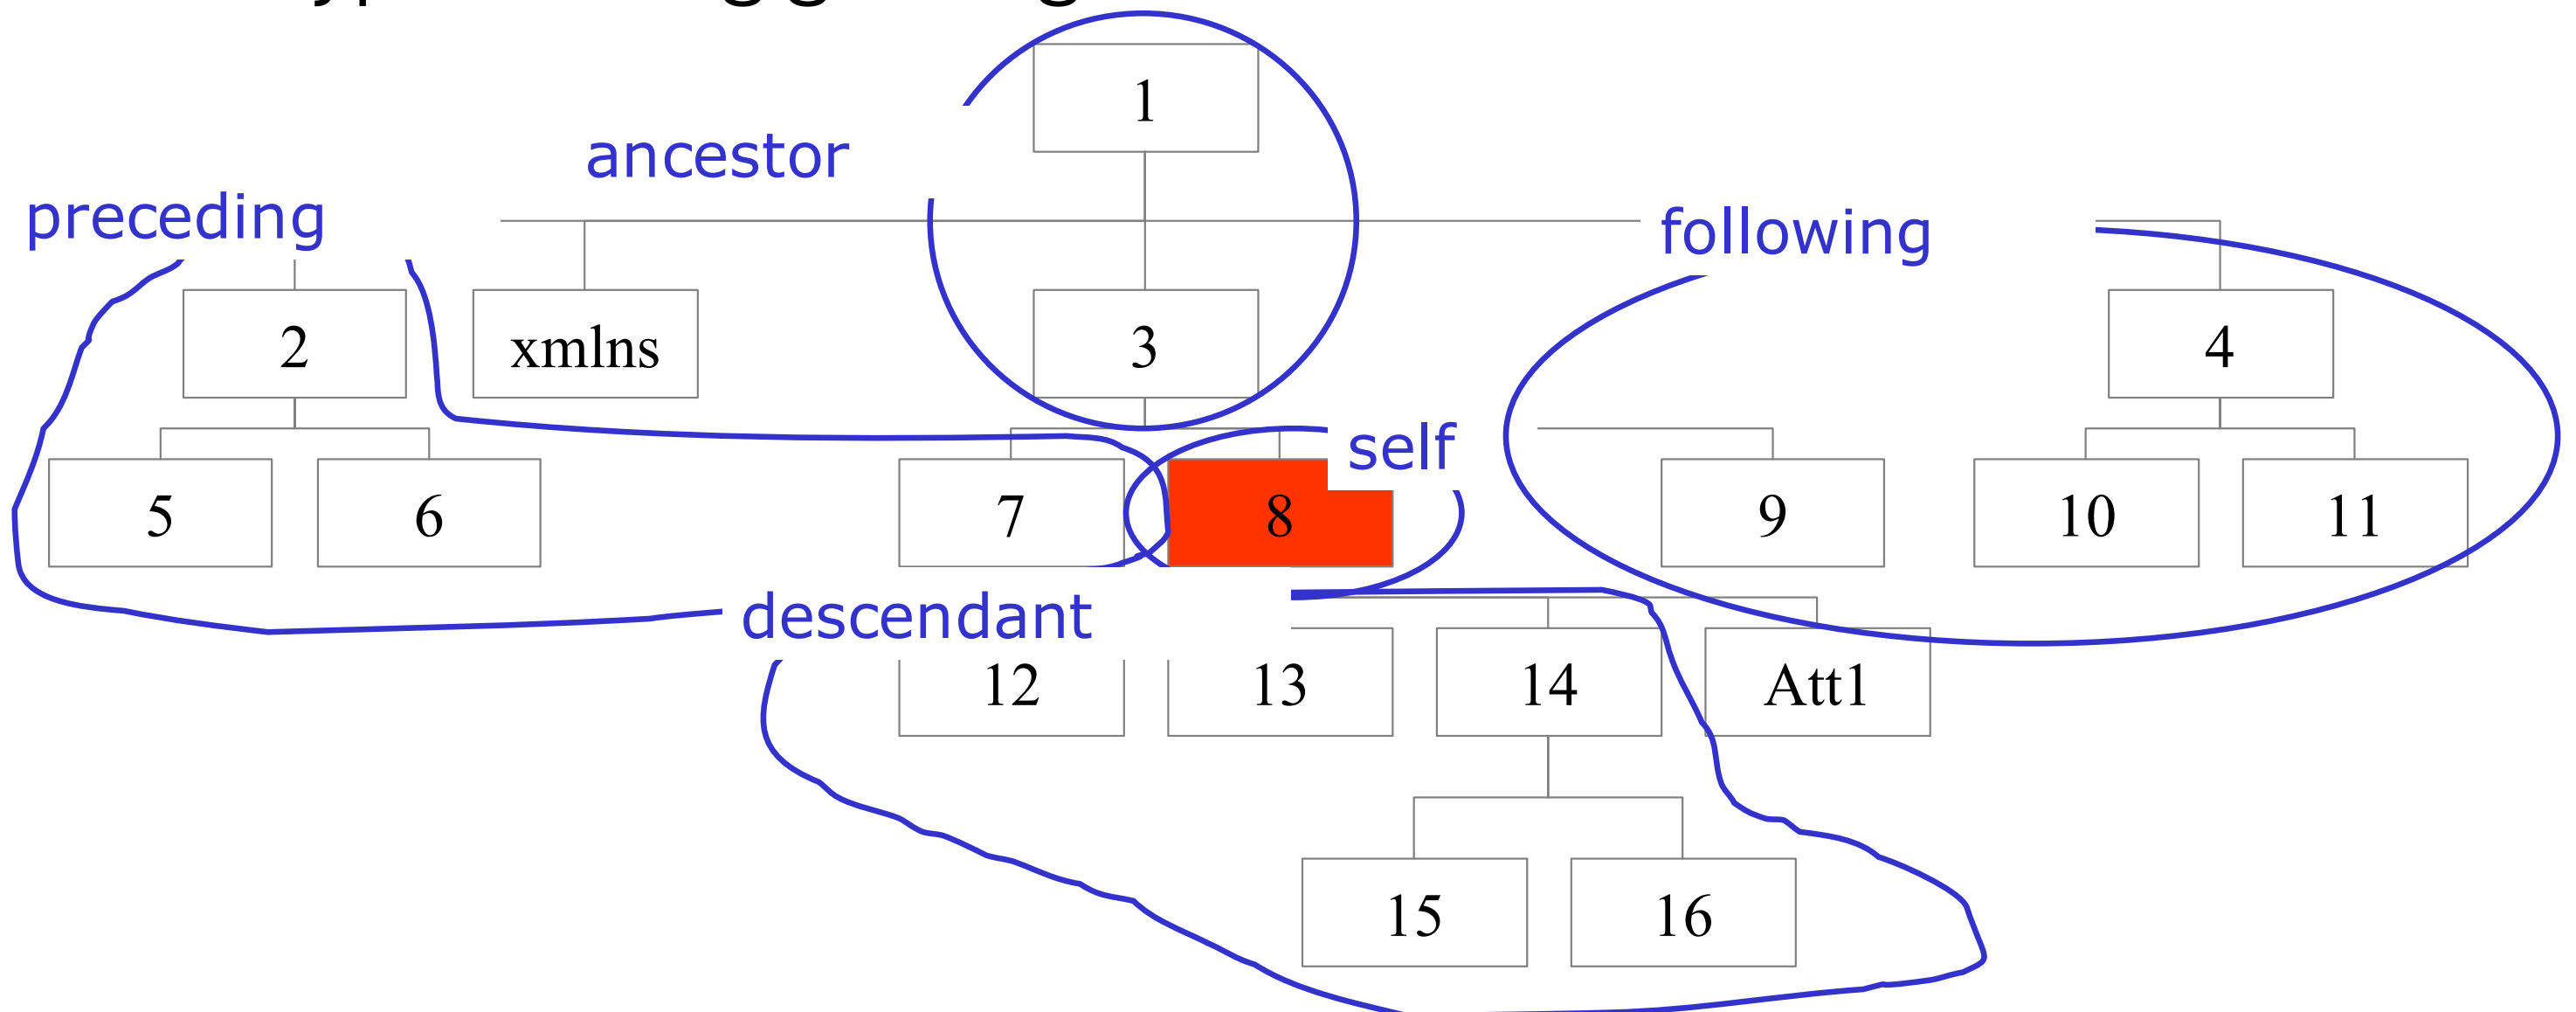 1
ancestor
preceding
following
2
xmlns
3
4
self
5
6
7
8
9
10
11
descendant
12
13
14
Att1
15
16